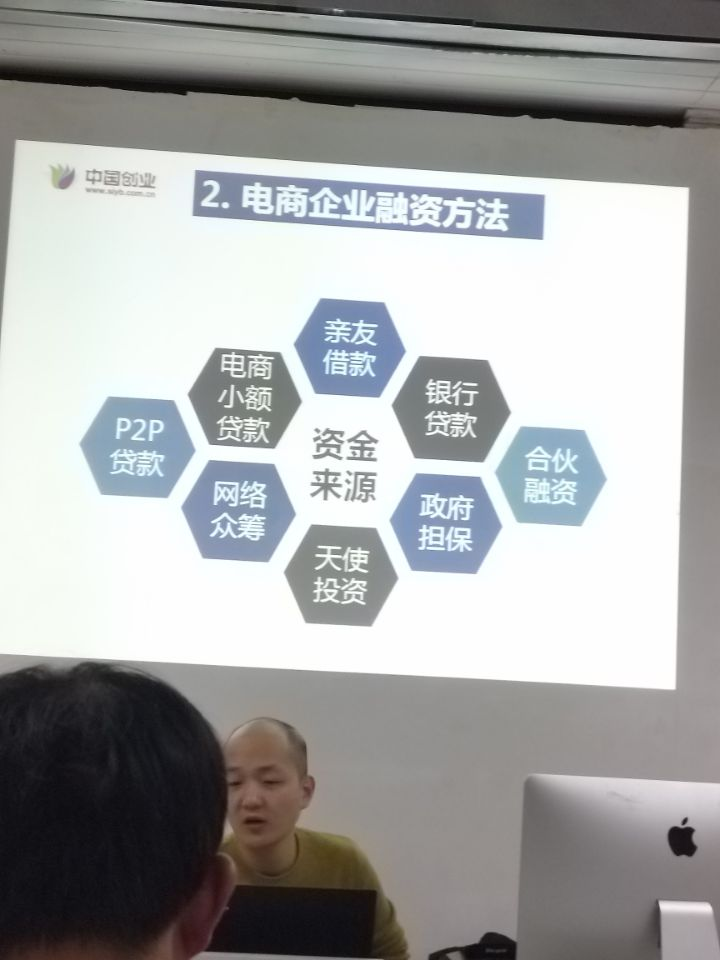 中国创业
www.siyb.com.cn
2. 电商企业融资方法
亲友
借款
电商
小额
贷款
银行
贷款
P2P
贷款
资金
来源
合伙
融资
网络
众筹
政府
担保
天使
投资